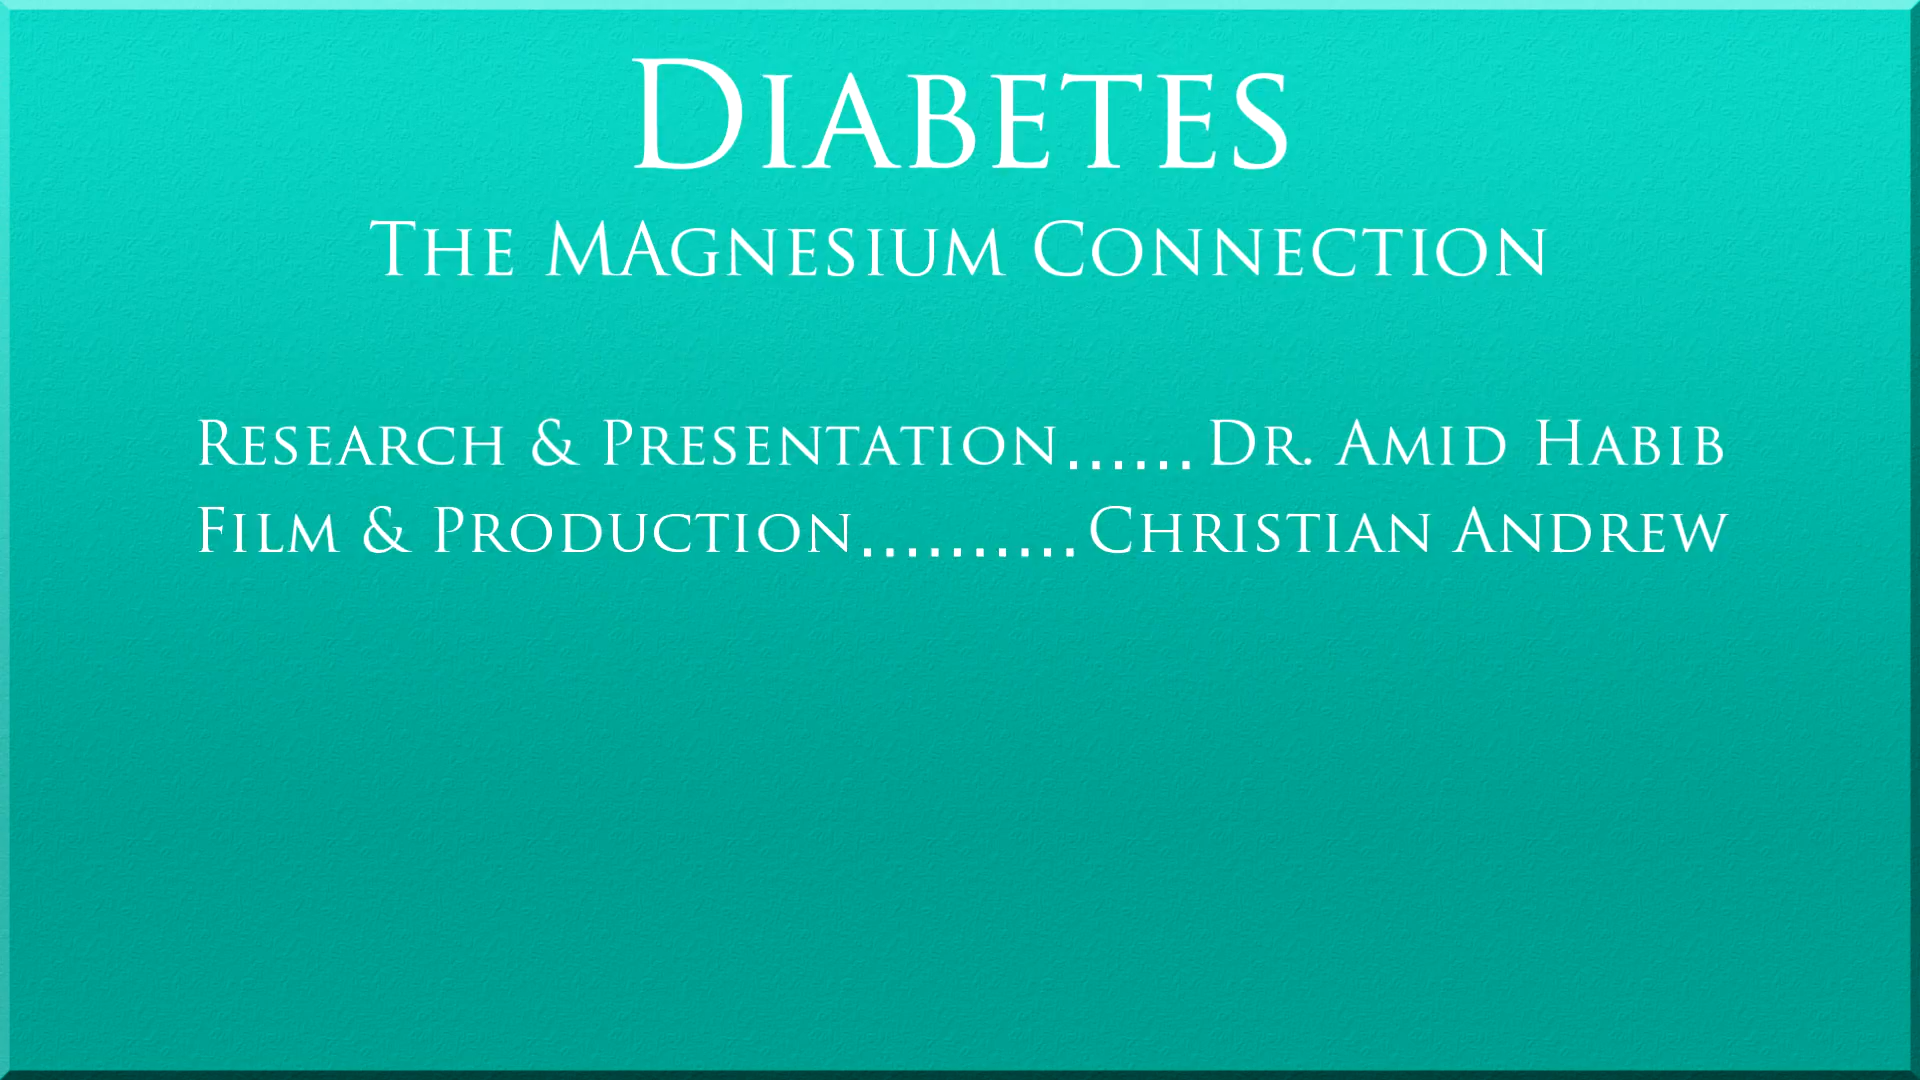 Diabetes
The MAgnesium Connection
Research & Presentation......Dr. Amid Habib
Film & Production..........Christian Andrew